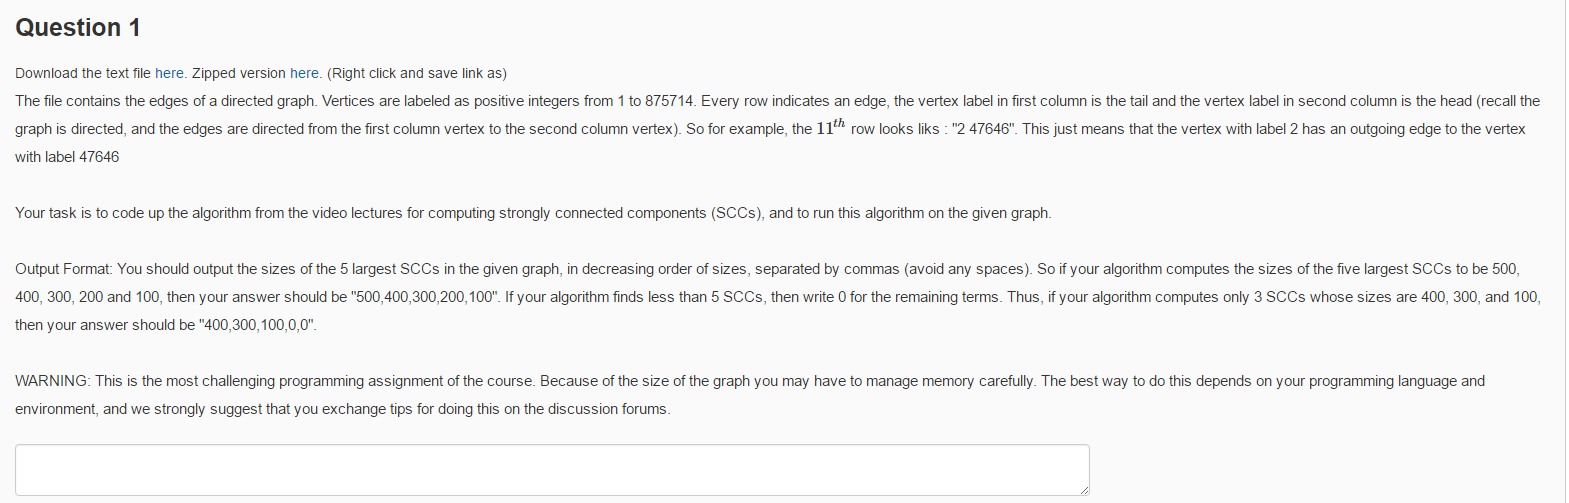 Question 1
Download the text file here. Zipped version here. (Right click and save link as)
The file contains the edges of a directed graph. Vertices are labeled as positive integers from 1 to 875714. Every row indicates an edge, the vertex label in first column is the tail and the vertex label in second column is the head (recall the
graph is directed, and the edges are directed from the first column vertex to the second column vertex). So for example, the 11th row looks liks : "2 47646". This just means that the vertex with label 2 has an outgoing edge to the vertex
with label 47646
Your task is to code up the algorithm from the video lectures for computing strongly connected components (SCCs), and to run this algorithm on the given graph.
Output Format: You should output the sizes of the 5 largest SCCs in the given graph, in decreasing order of sizes, separated by commas (avoid any spaces). So if your algorithm computes the sizes of the five largest SCCs to be 500,
400, 300, 200 and 100, then your answer should be "500,400,300,200,100". If your algorithm finds less than 5 SCCs, then write 0 for the remaining terms. Thus, if your algorithm computes only 3 SCCs whose sizes are 400, 300, and 100,
then your answer should be "400,300,100,0,0".
WARNING: This is the most challenging programming assignment of the course. Because of the size of the graph you may have to manage memory carefully. The best way to do this depends on your programming language and
environment, and we strongly suggest that you exchange tips for doing this on the discussion forums.